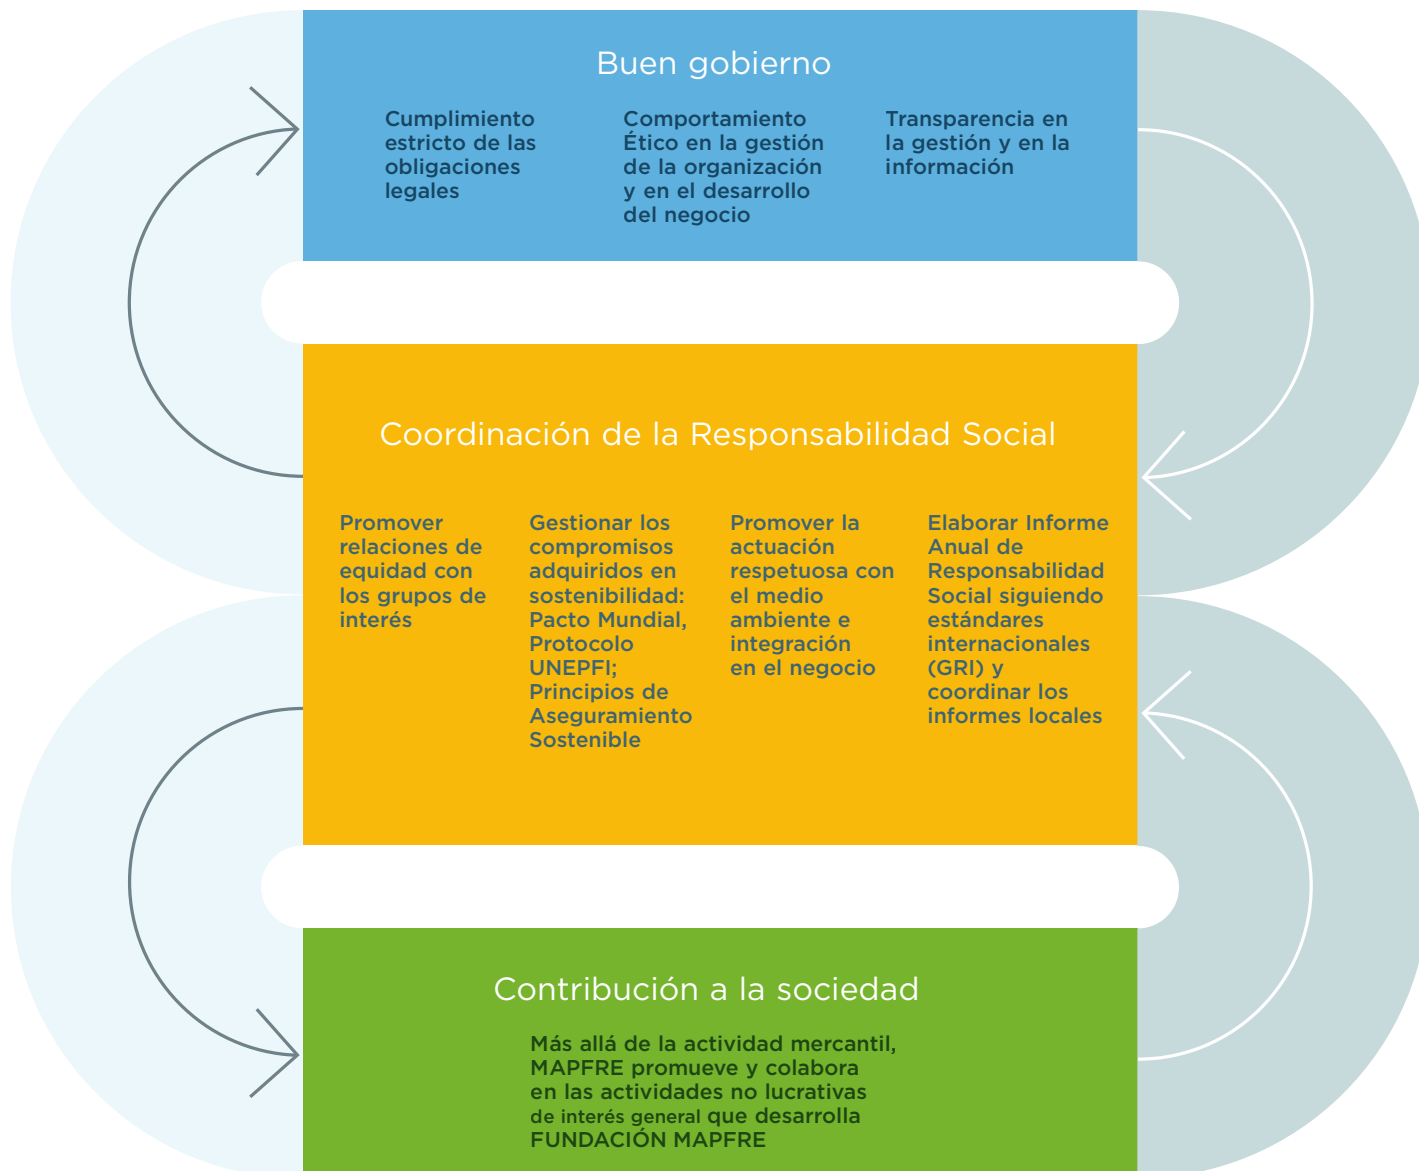 Buen gobierno
Cumplimiento
estricto de las
obligaciones
legales
Comportamiento
Ético en la gestión
de la organización
y en el desarrollo
del negocio
Transparencia en
la gestión y en la
información
Coordinación de la Responsabilidad Social
Promover
relaciones de
equidad con
los grupos de
interés
Gestionar los
compromisos
adquiridos en
sostenibilidad:
Pacto Mundial,
Protocolo
UNEPFI;
Principios de
Aseguramiento
Sostenible
Promover la
actuación
respetuosa con
el medio
ambiente e
integración
en el negocio
Elaborar Informe
Anual de
Responsabilidad
Social siguiendo
estándares
internacionales
(GRI) y
coordinar los
informes locales
Contribución a la sociedad
Más allá de la actividad mercantil,
MAPFRE promueve y colabora
en las actividades no lucrativas
de interés general que desarrolla
FUNDACIÓN MAPFRE